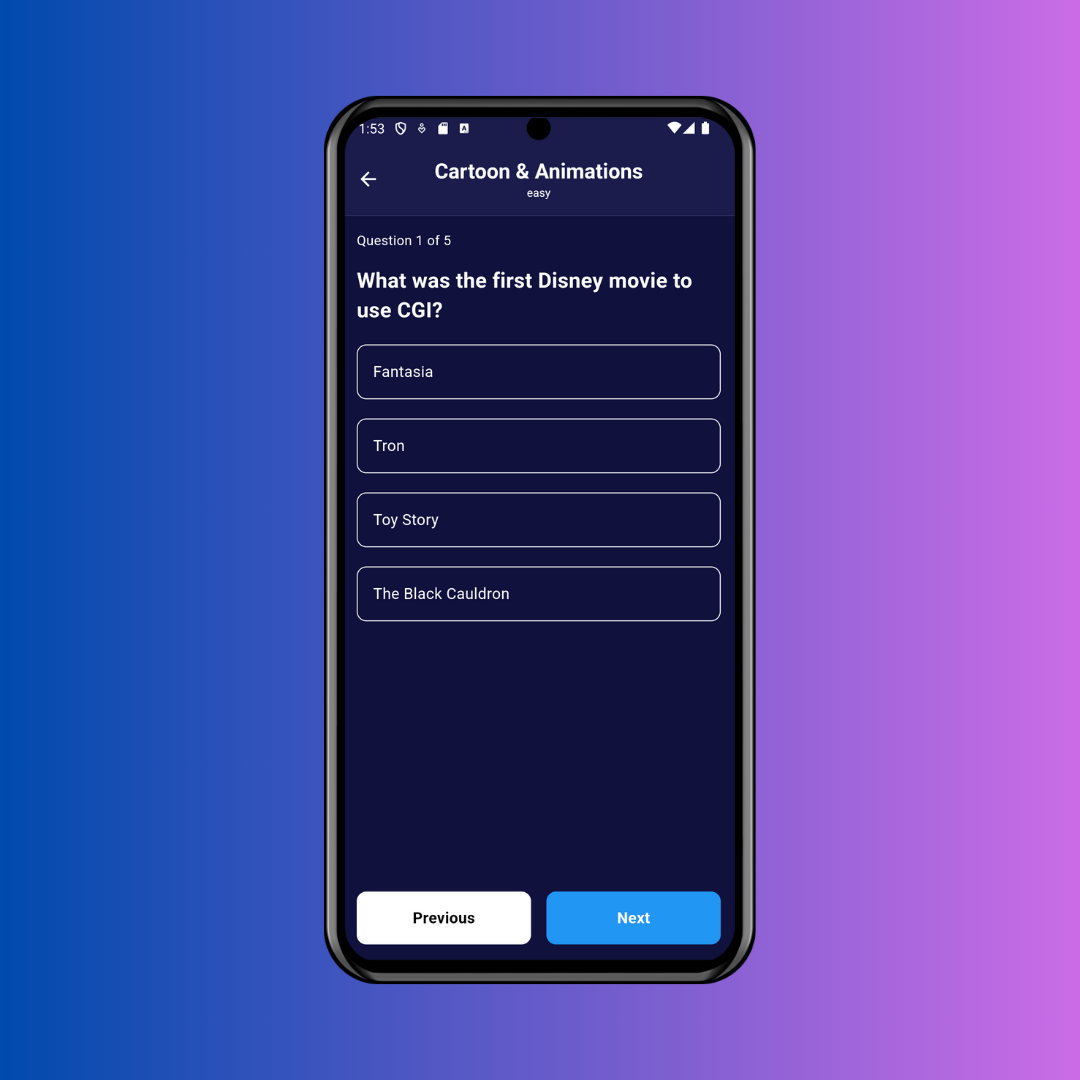 1:53
Cartoon & Animations
easy
Question 1 of 5
What was the first Disney movie to
use CGI?
Fantasia
Tron
Toy Story
The Black Cauldron
Previous
Next